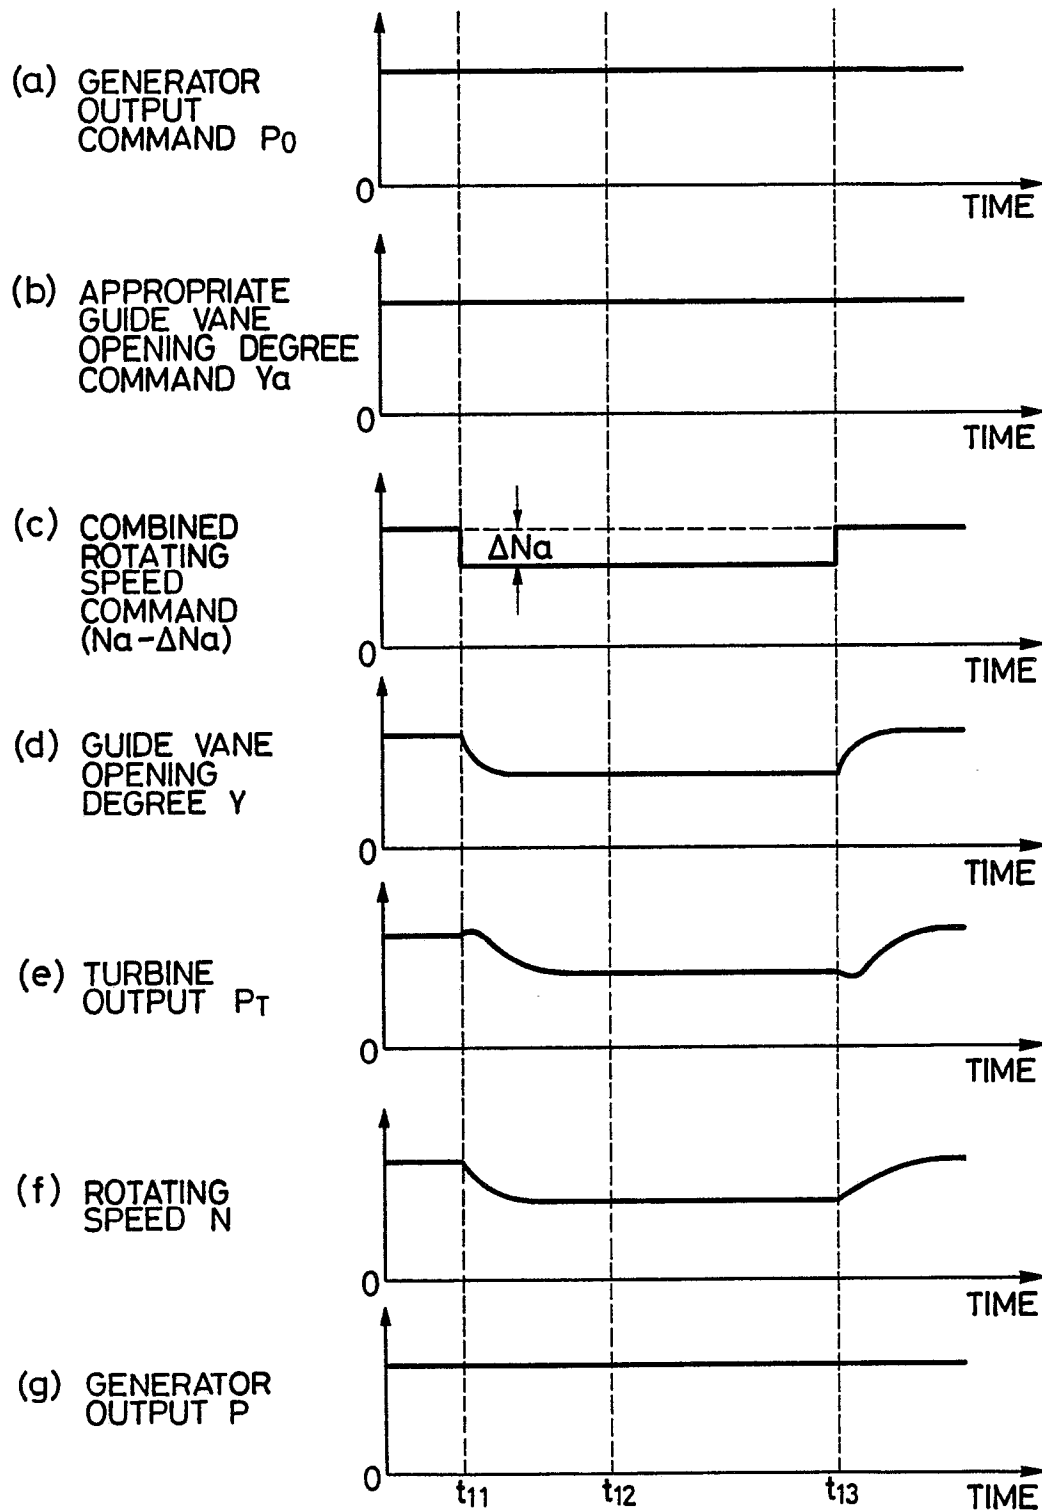 (a) GENERATOR
OUTPUT
COMMAND P0
0
TIME
(b) APPROPRIATE
GUIDE VANE
OPENING DEGREE
COMMAND Ya
0
TIME
(c) COMBINED
ROTATING
SPEED
COMMAND
(Na-ΔNa)
ΔNa
0
TIME
(d) GUIDE VANE
OPENING
DEGREE Y
0
TIME
(e) TURBINE
OUTPUT PT
0
TIME
(f) ROTATING
SPEED N
0
TIME
(g) GENERATOR
OUTPUT P
0
t11 t12 t13 TIME